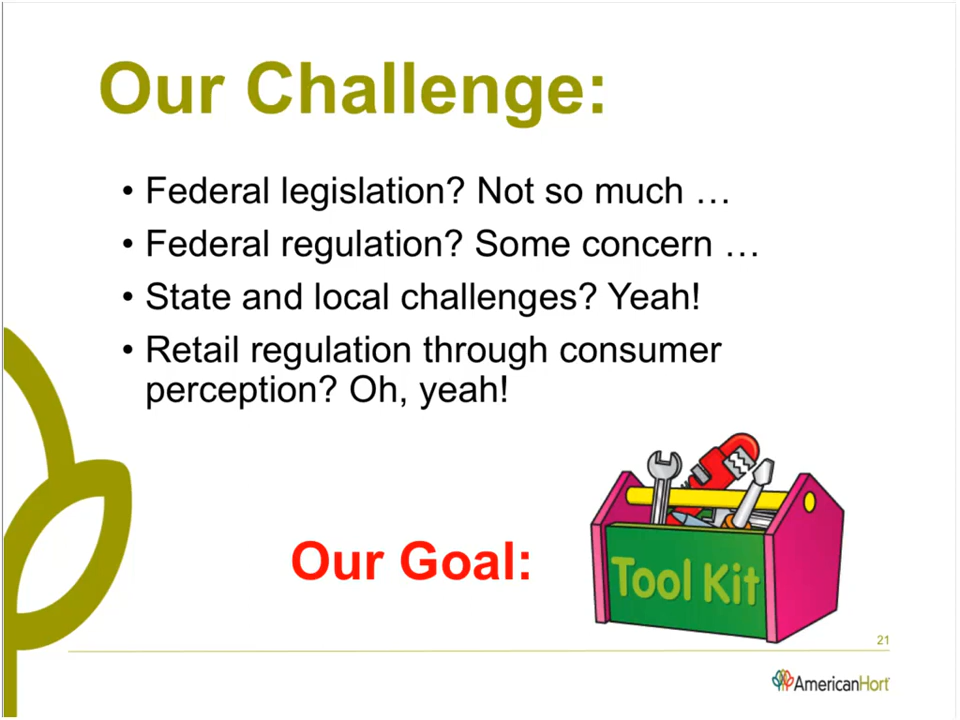 Our Challenge:
• Federal legislation? Not so much …
• Federal regulation? Some concern …
• State and local challenges? Yeah!
• Retail regulation through consumer
perception? Oh, yeah!
Our Goal:
Tool Kit
21
AmericanHort